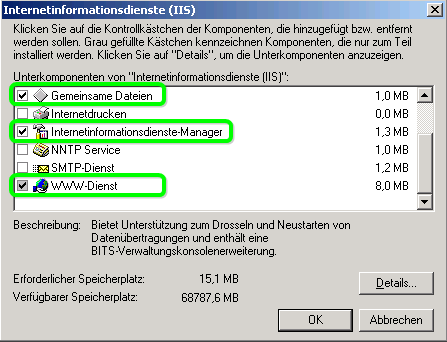 Internetinformationsdienste (IIS)
Klicken Sie auf die Kontrollkästchen der Komponenten, die hinzugefügt bzw. entfernt
werden sollen. Grau gefüllte Kästchen kennzeichnen Komponenten, die nur zum Teil
installiert werden. Klicken Sie auf "Details", um die Unterkomponenten anzuzeigen.
Unterkomponenten von "Internetinformationsdienste (IIS)":
Gemeinsame Dateien 1,0 MB
Internetdrucken 0,0 MB
Internetinformationsdienste-Manager 1,3 MB
NNTP Service 1,2 MB
SMTP-Dienst 1,2 MB
WWW-Dienst 8,0 MB
Beschreibung: Bietet Unterstützung zum Drosseln und Neustarten von
Datenübertragungen und enthält eine
BITS-Verwaltungskonsolenerweiterung.
Erforderlicher Speicherplatz: 15,1 MB
Verfügbarer Speicherplatz: 68787,6 MB
Details...
OK Abbrechen